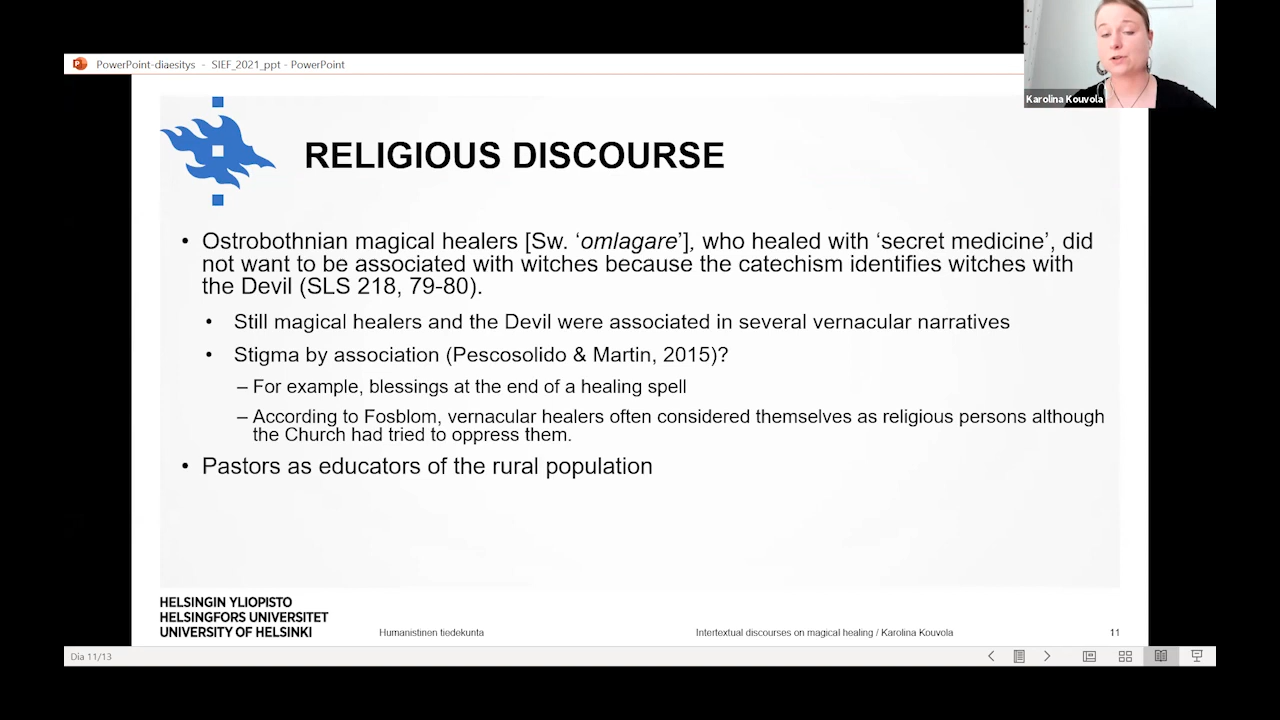 PowerPoint-diaesitys - SIEF_2021_ppt - PowerPoint
Karolina Kouvola
RELIGIOUS DISCOURSE
• Ostrobothnian magical healers [Sw. ‘omlagare’], who healed with ‘secret medicine’, did
not want to be associated with witches because the catechism identifies witches with
the Devil (SLS 218, 79-80).
• Still magical healers and the Devil were associated in several vernacular narratives
• Stigma by association (Pescosolido & Martin, 2015)?
– For example, blessings at the end of a healing spell
– According to Fosblom, vernacular healers often considered themselves as religious persons although
the Church had tried to oppress them.
• Pastors as educators of the rural population
HELSINGIN YLIOPISTO
HELSINGFORS UNIVERSITET
UNIVERSITY OF HELSINKI
Humanistinen tiedekunta
Intertextual discourses on magical healing / Karolina Kouvola
11
Dia 11/13